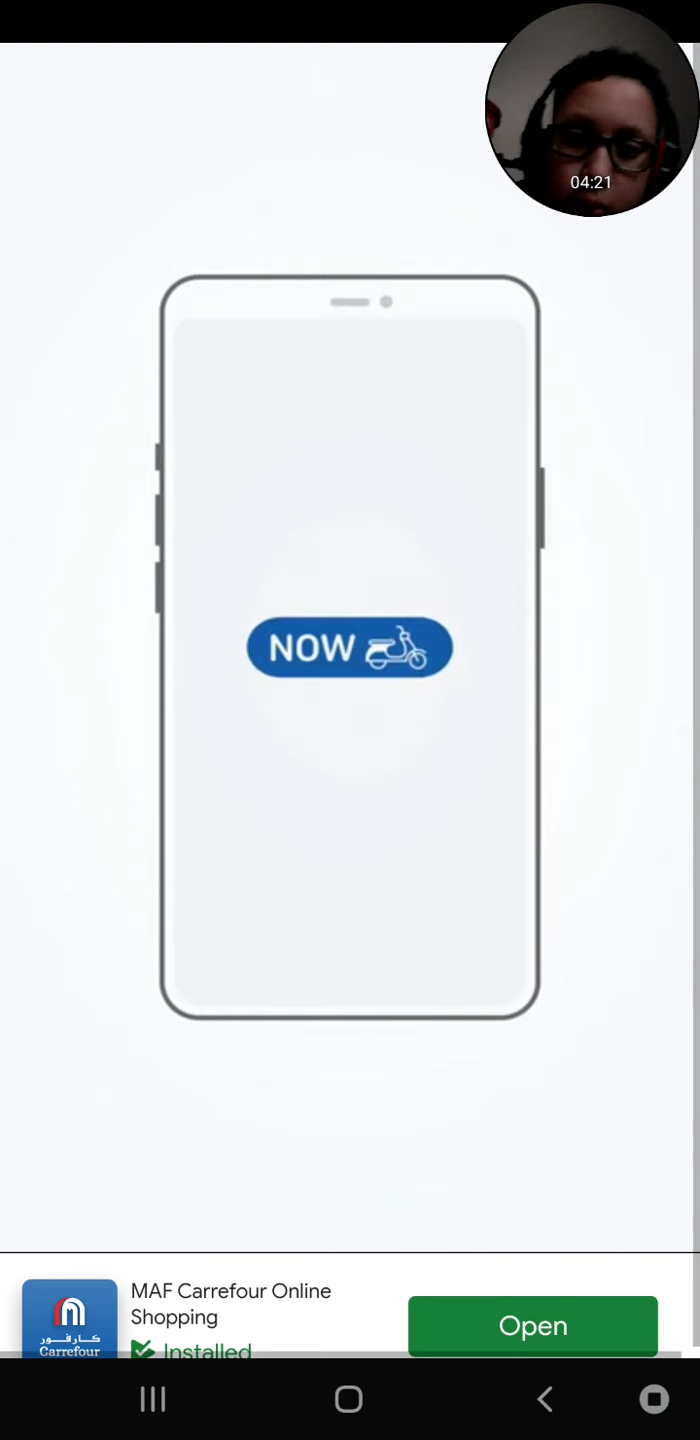 04:21
NOW
MAF Carrefour Online
Shopping
Installed
Open
كارفور
Carrefour